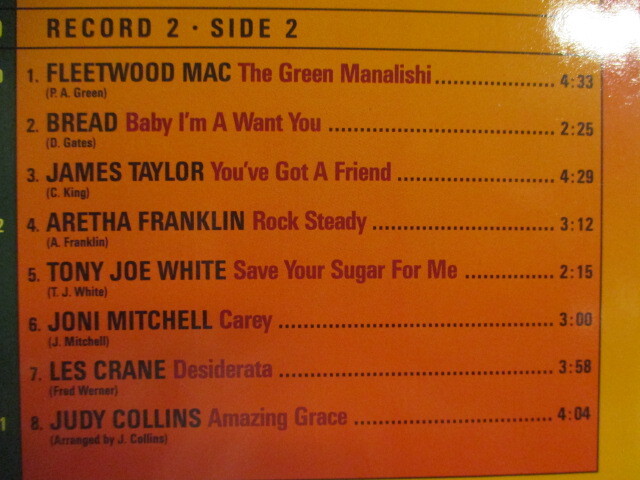 RECORD 2 · SIDE 2
1. FLEETWOOD MAC The Green Manalishi 4:33
(P. A. Green)
2. BREAD Baby I'm A Want You 2:25
(D. Gates)
3. JAMES TAYLOR You've Got A Friend 4:29
(C. King)
4. ARETHA FRANKLIN Rock Steady 3:12
(A. Franklin)
5. TONY JOE WHITE Save Your Sugar For Me 2:15
(T. J. White)
6. JONI MITCHELL Carey 3:00
(J. Mitchell)
7. LES CRANE Desiderata 3:58
(Fred Werner)
8. JUDY COLLINS Amazing Grace 4:04
(Arranged by J. Collins)